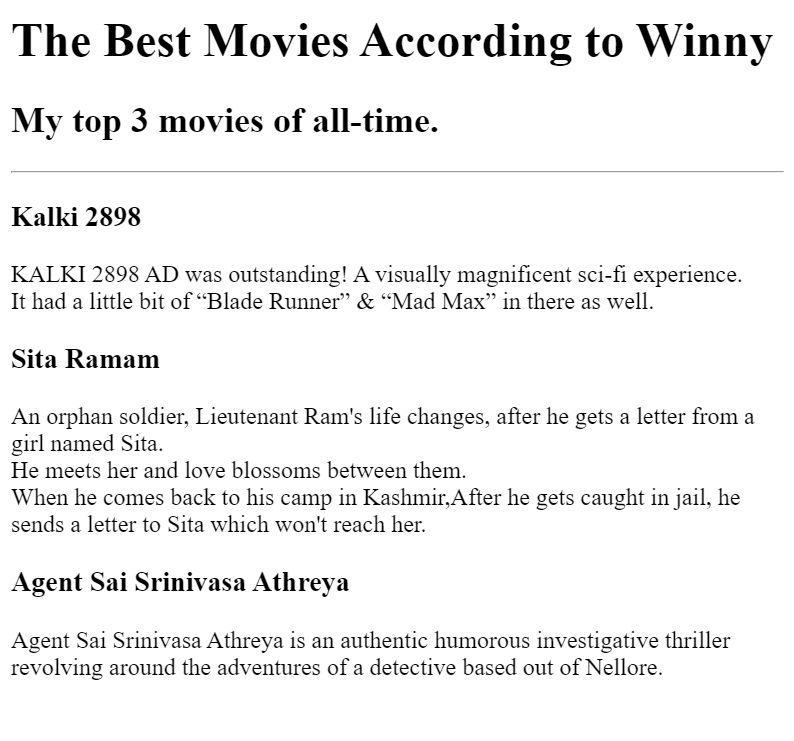 The Best Movies According to Winny
My top 3 movies of all-time.
Kalki 2898
KALKI 2898 AD was outstanding! A visually magnificent sci-fi experience.
It had a little bit of “Blade Runner” & “Mad Max” in there as well.
Sita Ramam
An orphan soldier, Lieutenant Ram's life changes, after he gets a letter from a
girl named Sita.
He meets her and love blossoms between them.
When he comes back to his camp in Kashmir,After he gets caught in jail, he
sends a letter to Sita which won't reach her.
Agent Sai Srinivasa Athreya
Agent Sai Srinivasa Athreya is an authentic humorous investigative thriller
revolving around the adventures of a detective based out of Nellore.